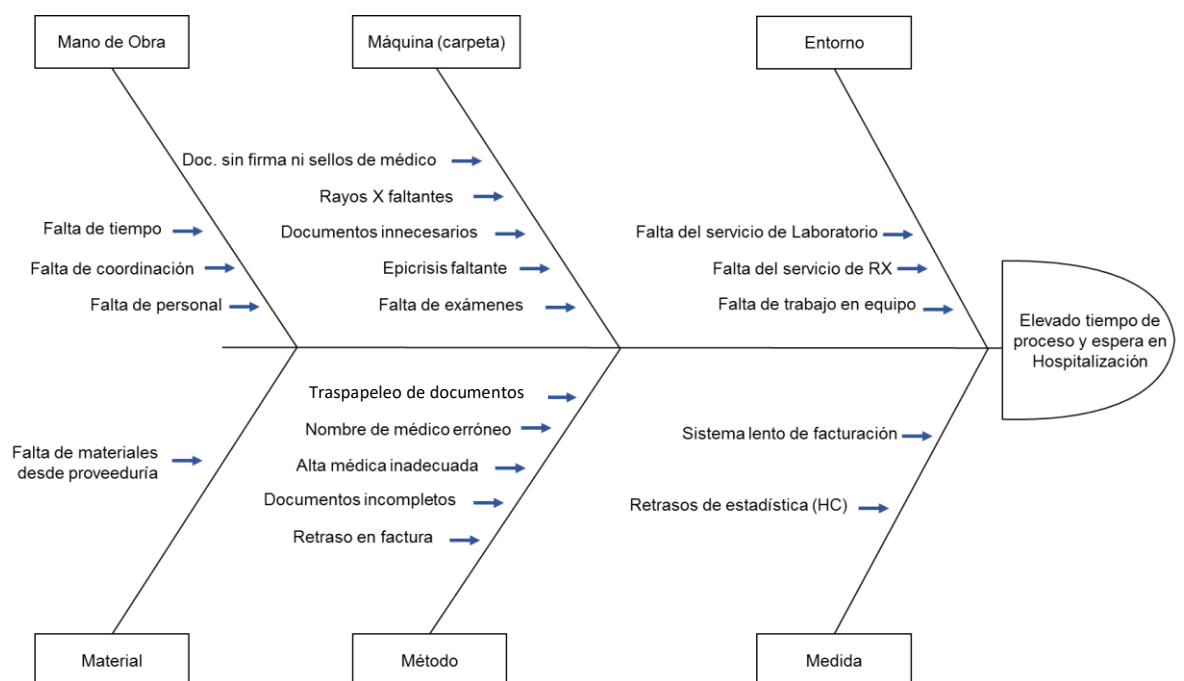 Mano de Obra
Máquina (carpeta)
Entorno
Doc. sin firma ni sellos de médico
Rayos X faltantes
Documentos innecesarios
Epicrisis faltante
Falta de exámenes
Falta de tiempo
Falta de coordinación
Falta de personal
Falta del servicio de Laboratorio
Falta del servicio de RX
Falta de trabajo en equipo
Elevado tiempo de
proceso y espera en
Hospitalización
Traspapeleo de documentos
Nombre de médico erróneo
Alta médica inadecuada
Documentos incompletos
Retraso en factura
Falta de materiales
desde proveeduría
Sistema lento de facturación
Retrasos de estadística (HC)
Material
Método
Medida